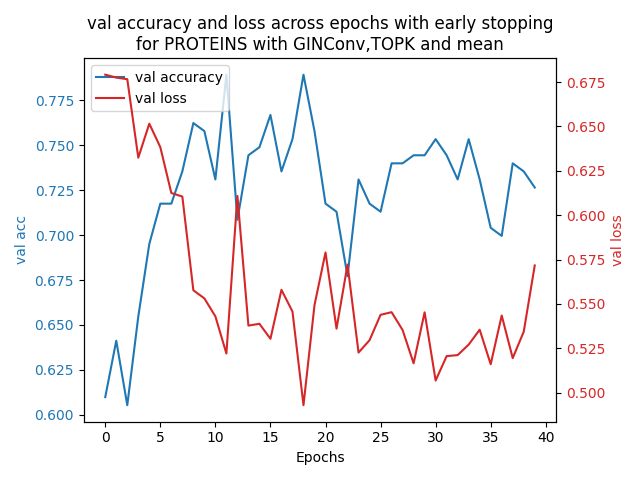 val accuracy and loss across epochs with early stopping
for PROTEINS with GINConv,TOPK and mean
val accuracy
val loss
0.775
0.750
0.725
0.700
0.675
0.650
0.625
0.600
val acc
0.675
0.650
0.625
0.600
0.575
0.550
0.525
0.500
val loss
0 5 10 15 20 25 30 35 40
Epochs